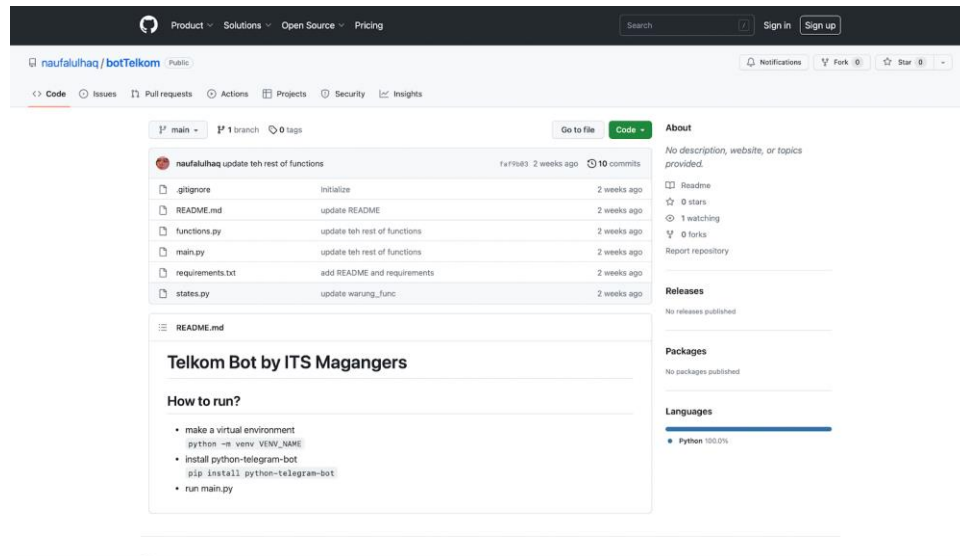 Product Solutions Open Source Pricing Search / Sign in Sign up
naufalulhaq / botTelkom Public Notifications Fork 0 Star 0
Code Issues Pull requests Actions Projects Security Insights
main 1 branch 0 tags Go to file Code
naufalulhaq update teh rest of functions faf9b03 2 weeks ago 10 commits
.gitignore Initialize 2 weeks ago
README.md update README 2 weeks ago
functions.py update teh rest of functions 2 weeks ago
main.py update teh rest of functions 2 weeks ago
requirements.txt add README and requirements 2 weeks ago
states.py update warung_func 2 weeks ago
README.md
Telkom Bot by ITS Magangers
How to run?
make a virtual environment
python -m venv VENV_NAME
install python-telegram-bot
pip install python-telegram-bot
run main.py
About
No description, website, or topics
provided.
Readme
0 stars
1 watching
0 forks
Report repository
Releases
No releases published
Packages
No packages published
Languages
Python 100.0%